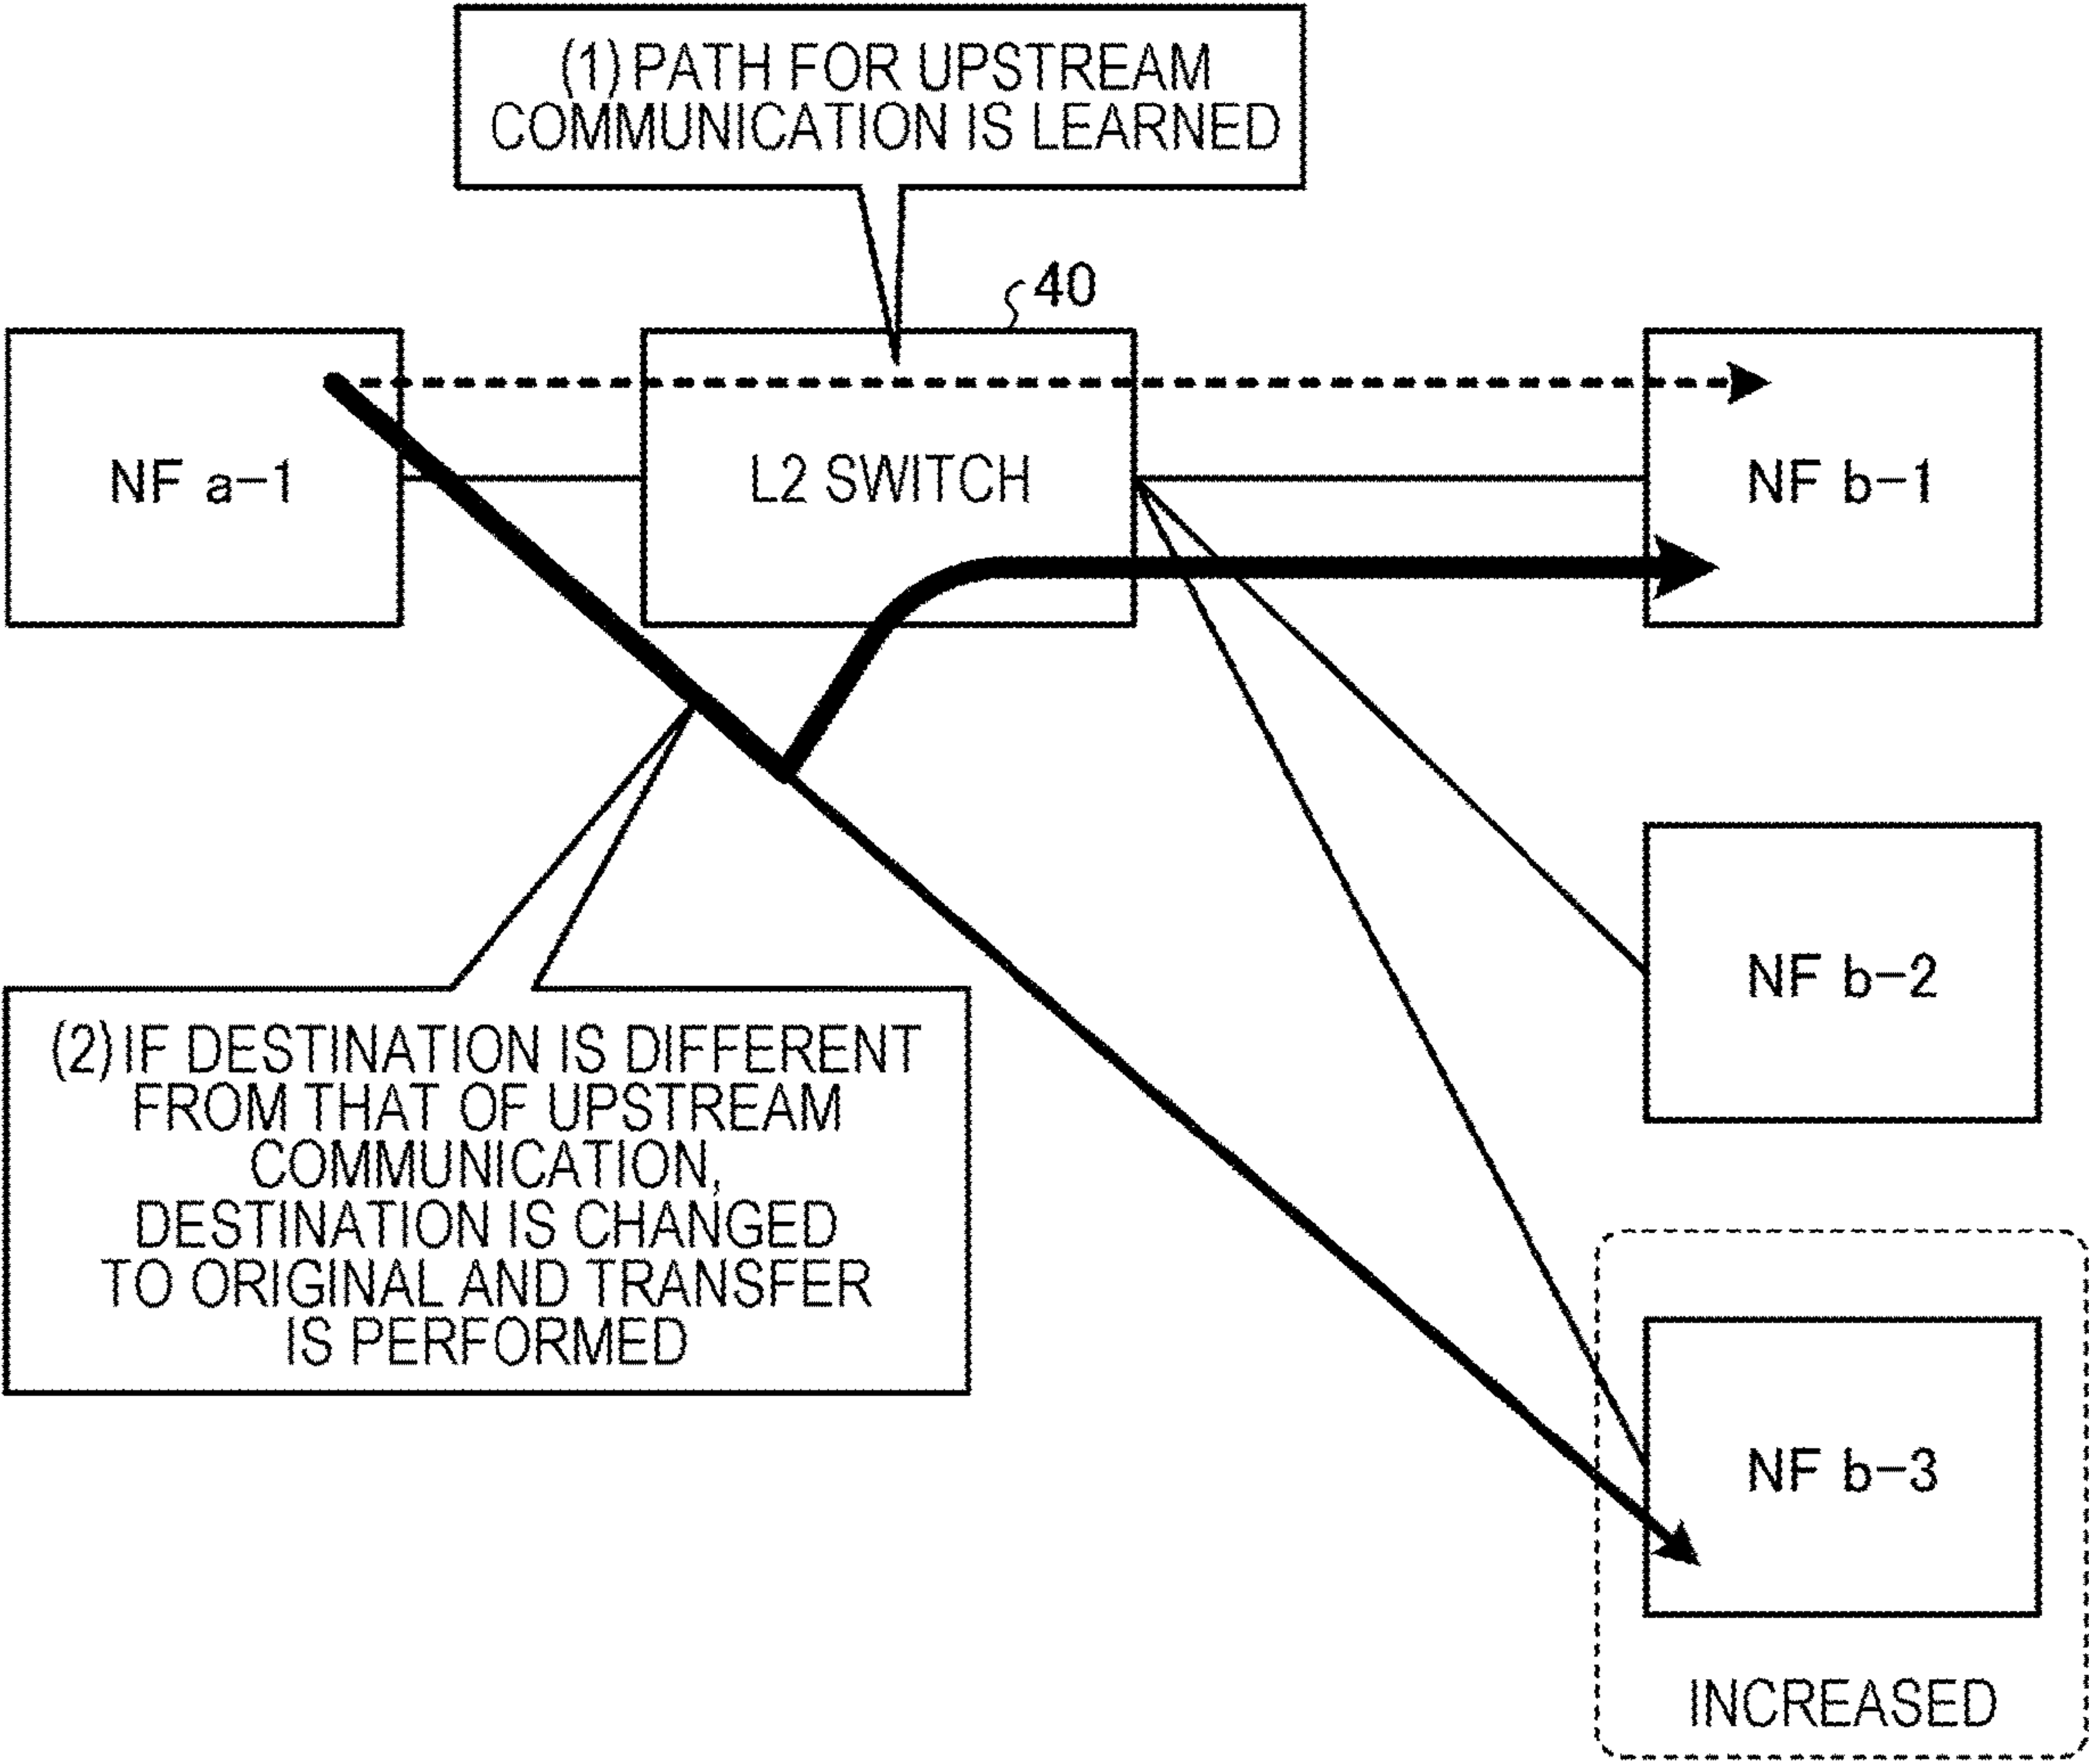 (1) PATH FOR UPSTREAM
COMMUNICATION IS LEARNED
40
NF a-1
L2 SWITCH
NF b-1
NF b-2
(2) IF DESTINATION IS DIFFERENT
FROM THAT OF UPSTREAM
COMMUNICATION,
DESTINATION IS CHANGED
TO ORIGINAL AND TRANSFER
IS PERFORMED
NF b-3
INCREASED